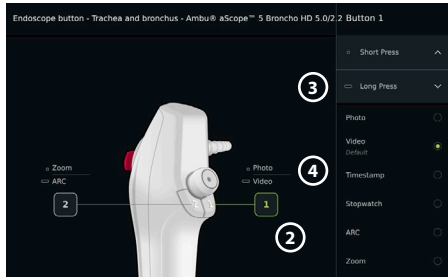 Endoscope button - Trachea and bronchus - Ambu® aScope™ 5 Broncho HD 5.0/2.2
Button 1
Short Press
3
Long Press
Photo
Video
Default
Zoom
ARC
2
Photo
Video
1
4
Timestamp
Stopwatch
2
ARC
Zoom